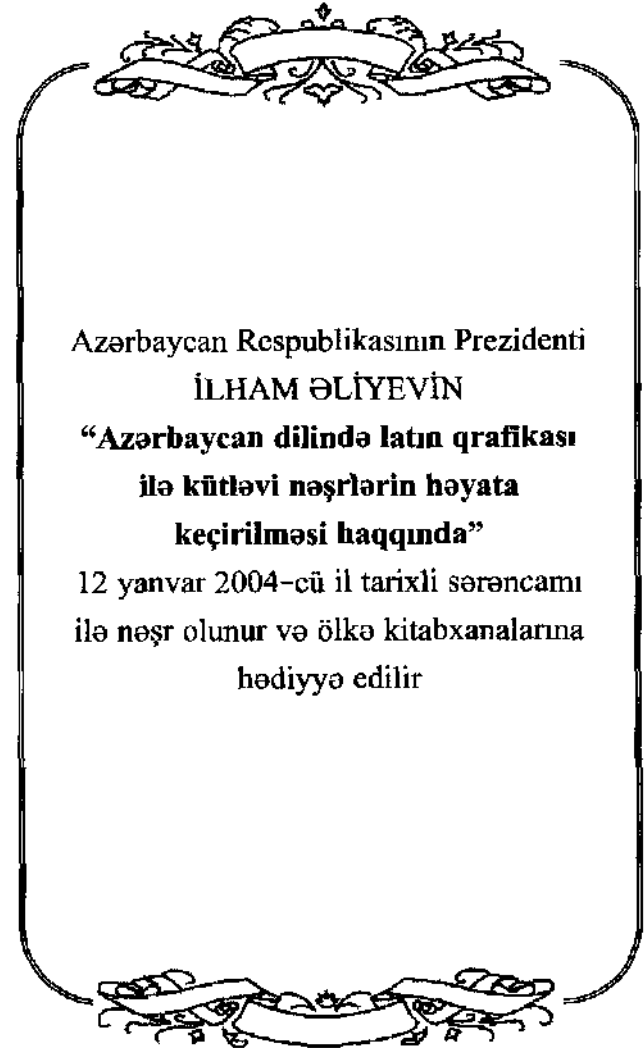 Azərbaycan Respublikasının Prezidenti
İLHAM ƏLİYEVİN
“Azərbaycan dilində latın qrafikası
ilə kütləvi nəşrlərin həyata
keçirilməsi haqqında”
12 yanvar 2004-cü il tarixli sərəncamı
ilə nəşr olunur və ölkə kitabxanalarına
hədiyyə edilir